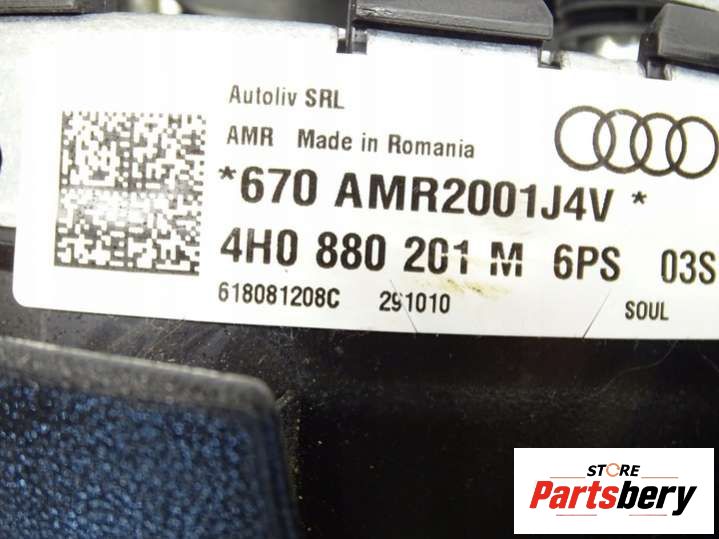 Autoliv SRL
AMR Made in Romania
*670 AMR2001J4V *
4H0 880 201 M 6PS 03S
618081208C 291010 SOUL
STORE
Partsbery